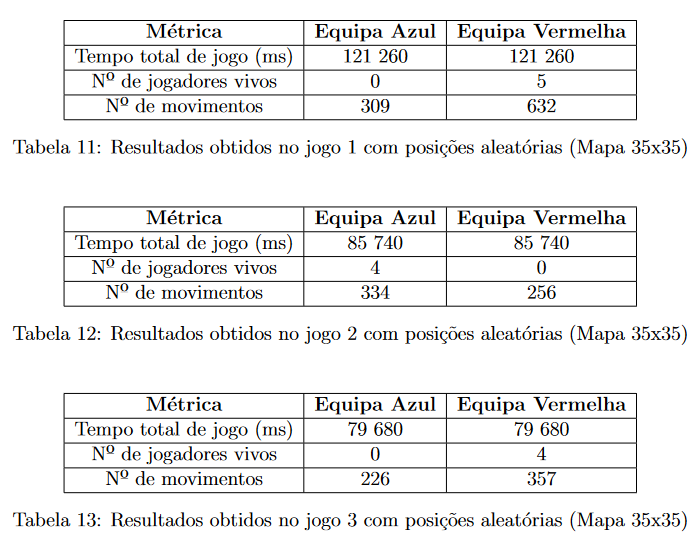 Métrica Equipa Azul Equipa Vermelha
Tempo total de jogo (ms) 121 260 121 260
Nº de jogadores vivos 0 5
Nº de movimentos 309 632
Tabela 11: Resultados obtidos no jogo 1 com posições aleatórias (Mapa 35x35)
Métrica Equipa Azul Equipa Vermelha
Tempo total de jogo (ms) 85 740 85 740
Nº de jogadores vivos 4 0
Nº de movimentos 334 256
Tabela 12: Resultados obtidos no jogo 2 com posições aleatórias (Mapa 35x35)
Métrica Equipa Azul Equipa Vermelha
Tempo total de jogo (ms) 79 680 79 680
Nº de jogadores vivos 0 4
Nº de movimentos 226 357
Tabela 13: Resultados obtidos no jogo 3 com posições aleatórias (Mapa 35x35)